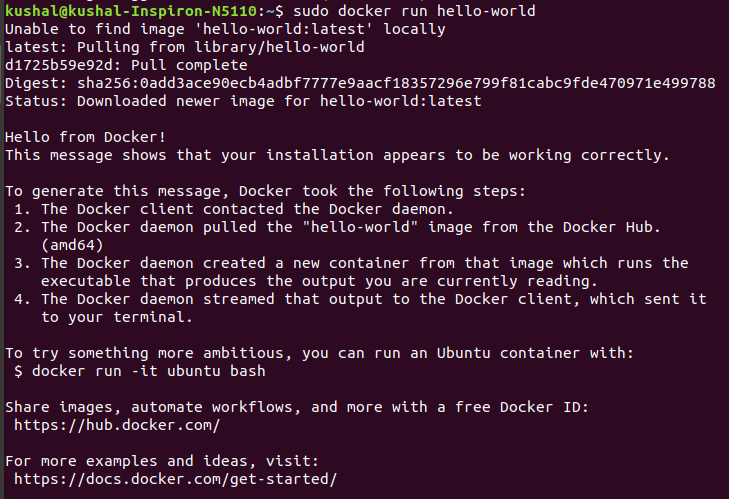 kushal@kushal-Inspiron-N5110:~$ sudo docker run hello-world
Unable to find image 'hello-world:latest' locally
latest: Pulling from library/hello-world
d1725b59e92d: Pull complete
Digest: sha256:0add3ace90ecb4adbf7777e9aacf18357296e799f81cabc9fde470971e499788
Status: Downloaded newer image for hello-world:latest

Hello from Docker!
This message shows that your installation appears to be working correctly.

To generate this message, Docker took the following steps:
 1. The Docker client contacted the Docker daemon.
 2. The Docker daemon pulled the "hello-world" image from the Docker Hub.
    (amd64)
 3. The Docker daemon created a new container from that image which runs the
    executable that produces the output you are currently reading.
 4. The Docker daemon streamed that output to the Docker client, which sent it
    to your terminal.

To try something more ambitious, you can run an Ubuntu container with:
 $ docker run -it ubuntu bash

Share images, automate workflows, and more with a free Docker ID:
 https://hub.docker.com/

For more examples and ideas, visit:
 https://docs.docker.com/get-started/